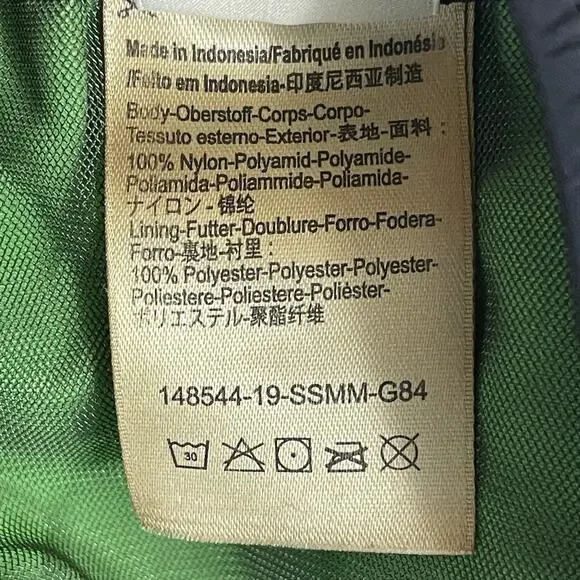 Made in Indonesia/Fabriqué en Indonésie
/Feito em Indonesia-印度尼西亚制造
Body-Oberstoff-Corps-Corpo-
Tessuto esterno-Exterior-表地-面料：
100% Nylon-Polyamid-Polyamide-
Poliamida-Poliammide-Poliamida-
ナイロン-锦纶
Lining-Futter-Doublure-Forro-Fodera-
Forro-裏地-衬里：
100% Polyester-Polyester-Polyester-
Poliestere-Poliestere-Poliéster-
ポリエステル-聚酯纤维
148544-19-SSMM-G84
30